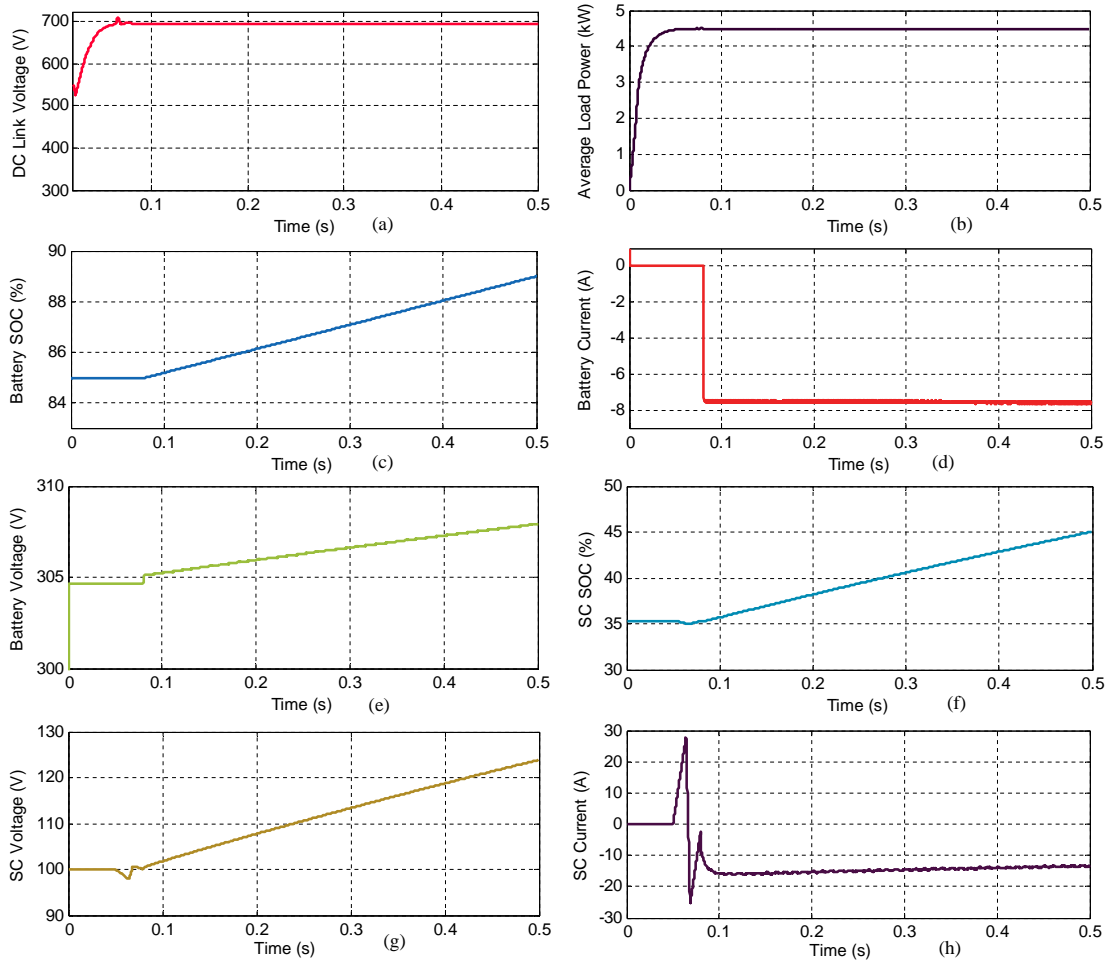 DC Link Voltage (V)
700
600
500
400
300
0.1 0.2 0.3 0.4 0.5
Time (s) (a)
Average Load Power (kW)
5
4
3
2
1
0
0 0.1 0.2 0.3 0.4 0.5
Time (s) (b)
Battery SOC (%)
90
88
86
84
0 0.1 0.2 0.3 0.4 0.5
Time (s) (c)
Battery Current (A)
0
-2
-4
-6
-8
0 0.1 0.2 0.3 0.4 0.5
Time (s) (d)
Battery Voltage (V)
310
305
300
0 0.1 0.2 0.3 0.4 0.5
Time (s) (e)
SC SOC (%)
50
45
40
35
30
0 0.1 0.2 0.3 0.4 0.5
Time (s) (f)
SC Voltage (V)
130
120
110
100
90
0 0.1 0.2 0.3 0.4 0.5
Time (s) (g)
SC Current (A)
30
20
10
0
-10
-20
-30
0 0.1 0.2 0.3 0.4 0.5
Time (s) (h)